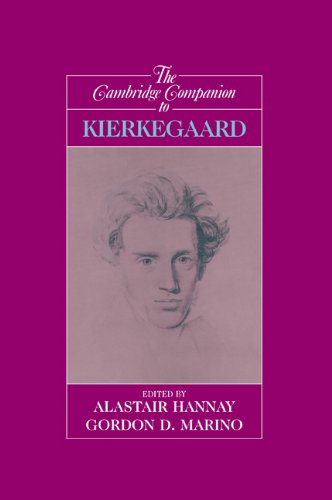 The
Cambridge Companion
to
KIERKEGAARD
EDITED BY
ALASTAIR HANNAY
GORDON D. MARINO